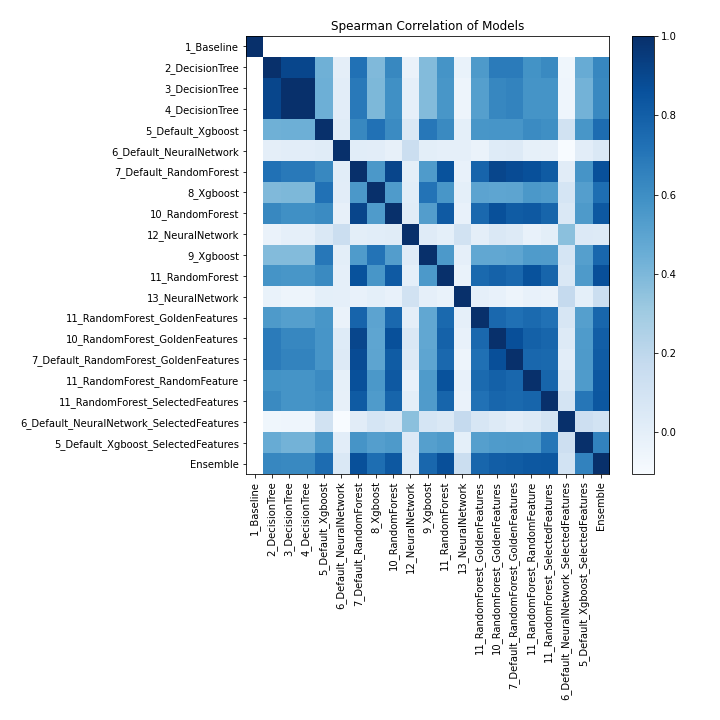 Spearman Correlation of Models
1_Baseline
2_DecisionTree
3_DecisionTree
4_DecisionTree
5_Default_Xgboost
6_Default_NeuralNetwork
7_Default_RandomForest
8_Xgboost
10_RandomForest
12_NeuralNetwork
9_Xgboost
11_RandomForest
13_NeuralNetwork
11_RandomForest_GoldenFeatures
10_RandomForest_GoldenFeatures
7_Default_RandomForest_GoldenFeatures
11_RandomForest_RandomFeature
11_RandomForest_SelectedFeatures
6_Default_NeuralNetwork_SelectedFeatures
5_Default_Xgboost_SelectedFeatures
Ensemble
1_Baseline
2_DecisionTree
3_DecisionTree
4_DecisionTree
5_Default_Xgboost
6_Default_NeuralNetwork
7_Default_RandomForest
8_Xgboost
10_RandomForest
12_NeuralNetwork
9_Xgboost
11_RandomForest
13_NeuralNetwork
11_RandomForest_GoldenFeatures
10_RandomForest_GoldenFeatures
7_Default_RandomForest_GoldenFeatures
11_RandomForest_RandomFeature
11_RandomForest_SelectedFeatures
6_Default_NeuralNetwork_SelectedFeatures
5_Default_Xgboost_SelectedFeatures
Ensemble
1.0
0.8
0.6
0.4
0.2
0.0